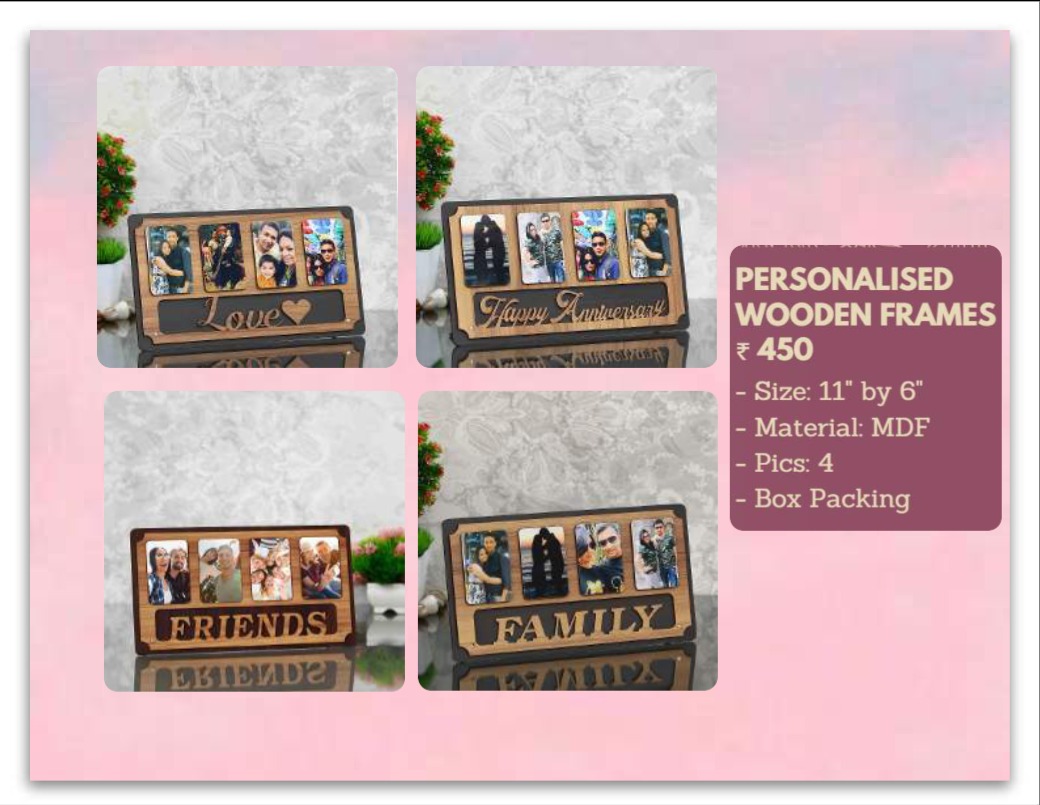 Love
Happy Anniversary
FRIENDS
FAMILY
PERSONALISED
WOODEN FRAMES
₹ 450
- Size: 11" by 6"
- Material: MDF
- Pics: 4
- Box Packing